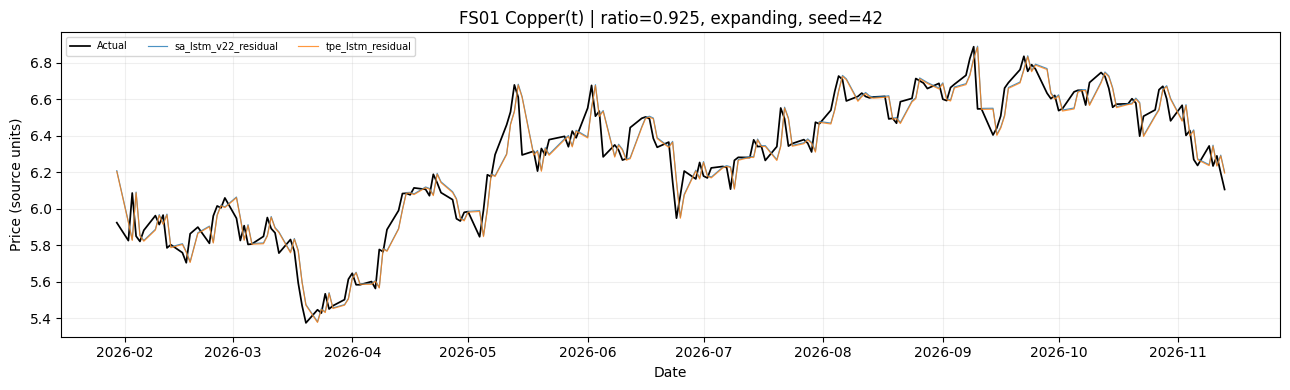 FS01 Copper(t) | ratio=0.925, expanding, seed=42
Actual sa_lstm_v22_residual tpe_lstm_residual
Price (source units)
6.8
6.6
6.4
6.2
6.0
5.8
5.6
5.4
2026-02 2026-03 2026-04 2026-05 2026-06 2026-07 2026-08 2026-09 2026-10 2026-11
Date